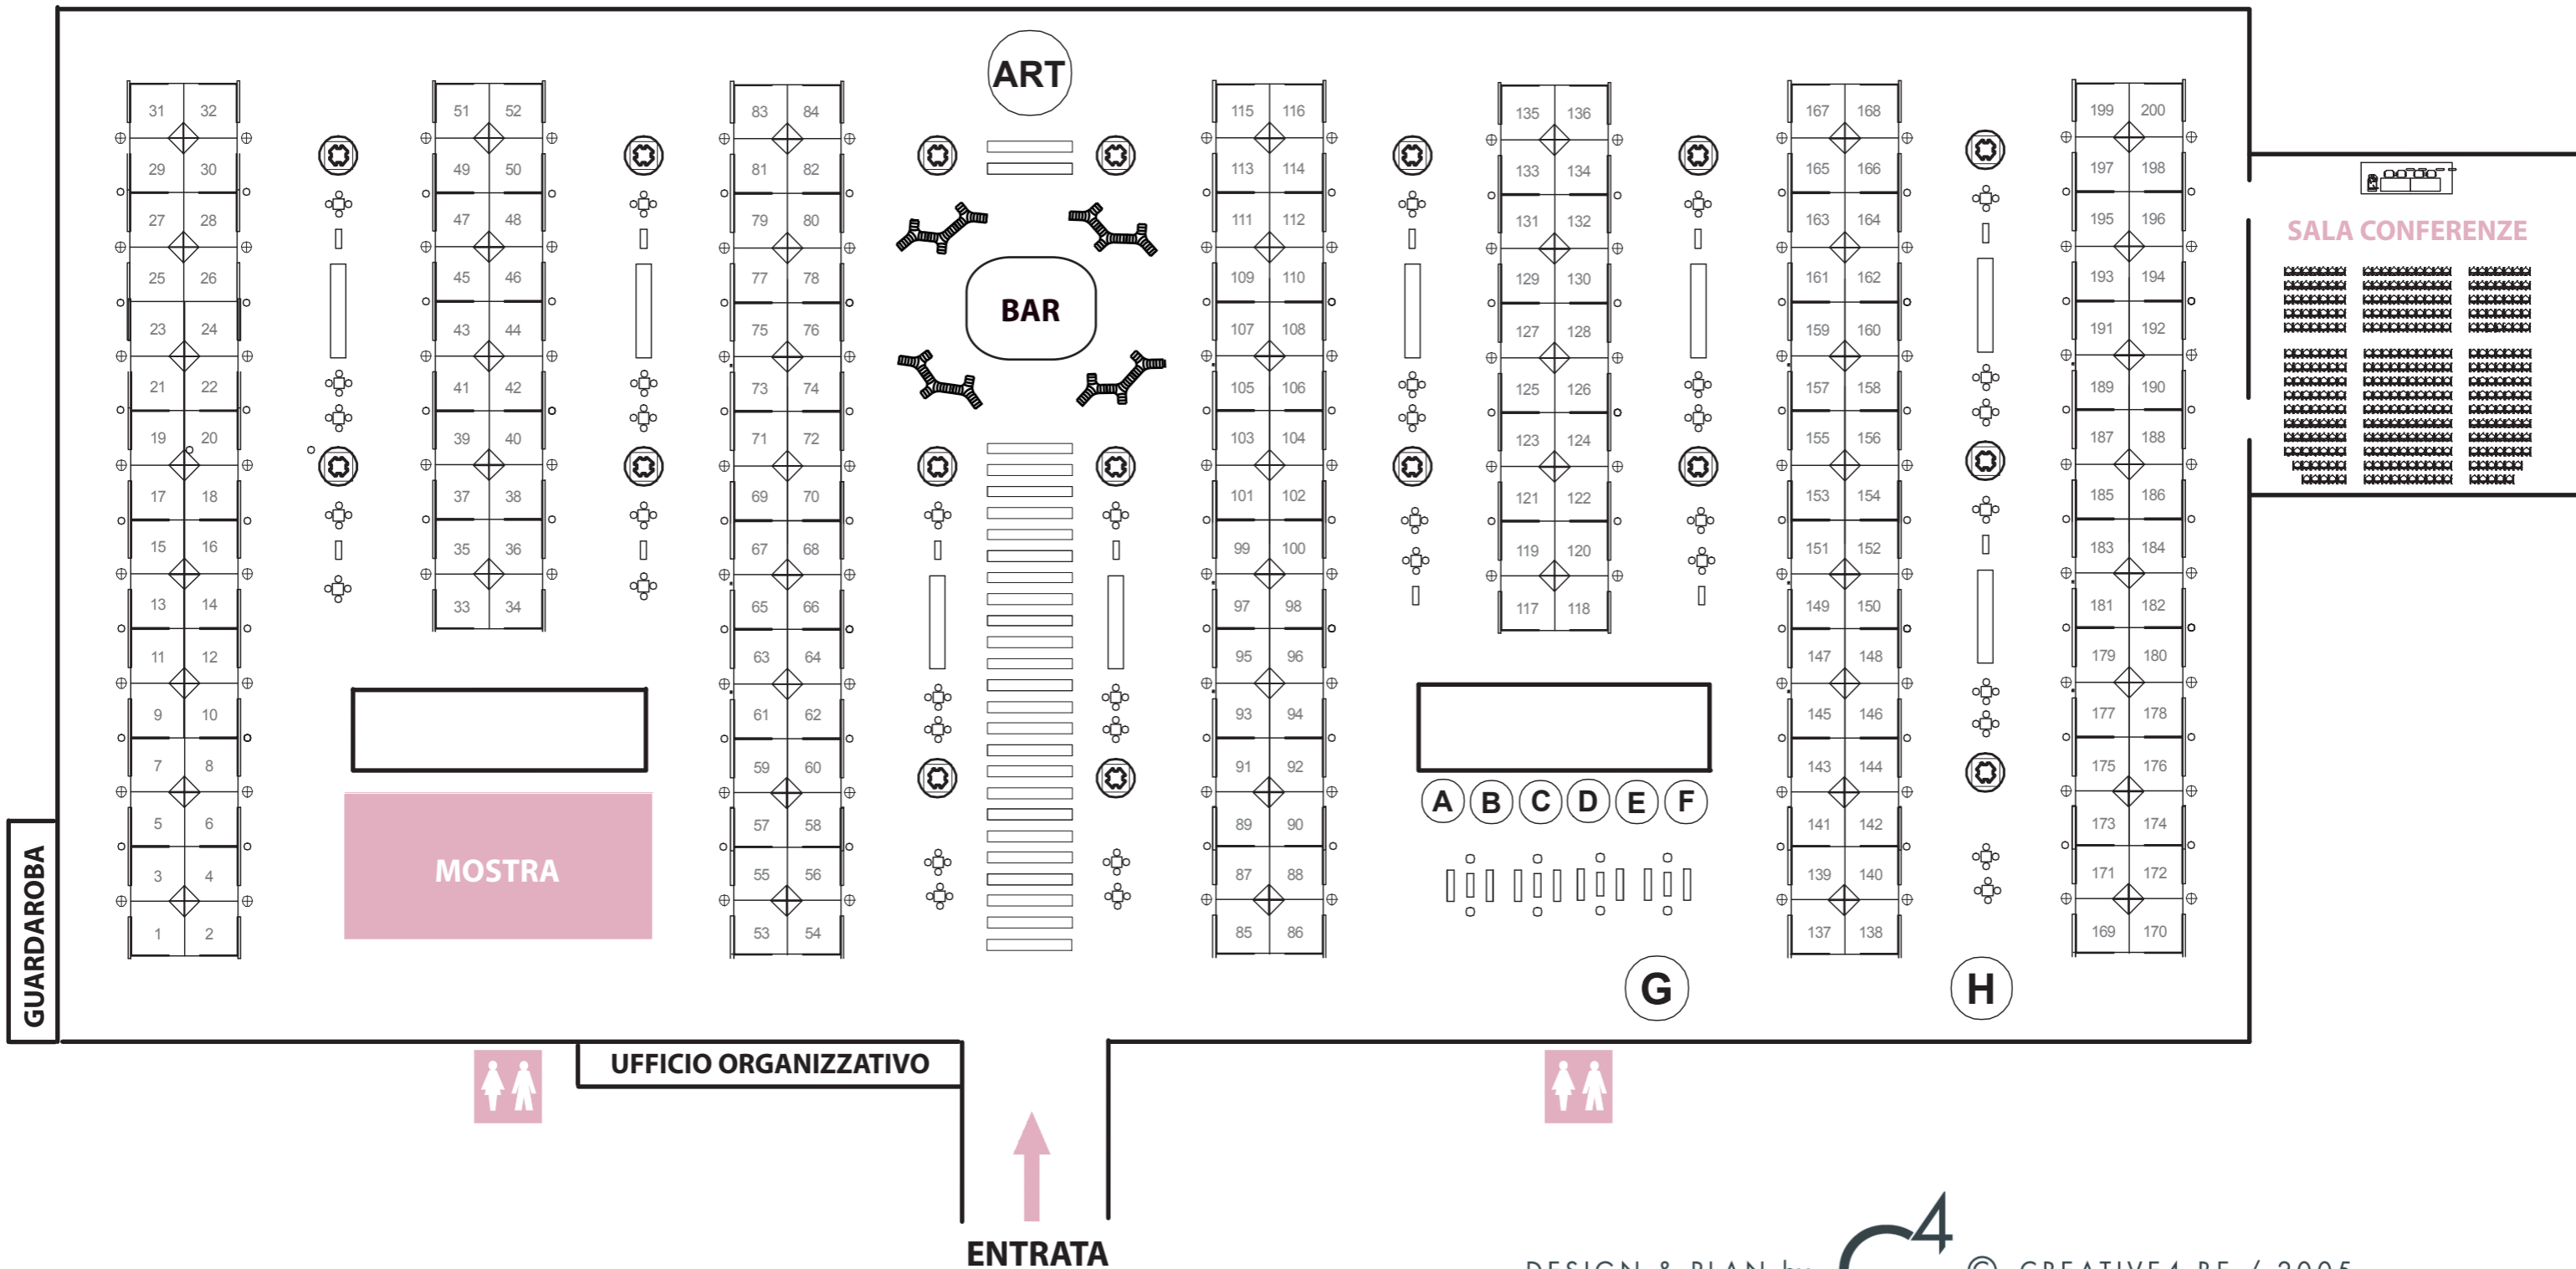 ART
31 32 51 52 83 84 115 116 135 136 167 168 199 200
29 30 49 50 81 82 113 114 133 134 165 166 197 198
27 28 47 48 79 80 111 112 131 132 163 164 195 196
SALA CONFERENZE
25 26 45 46 77 78 109 110 129 130 161 162 193 194
BAR
23 24 43 44 75 76 107 108 127 128 159 160 191 192
21 22 41 42 73 74 105 106 125 126 157 158 189 190
19 20 39 40 71 72 103 104 123 124 155 156 187 188
17 18 37 38 69 70 101 102 121 122 153 154 185 186
15 16 35 36 67 68 99 100 119 120 151 152 183 184
13 14 33 34 65 66 97 98 117 118 149 150 181 182
11 12 63 64 95 96 147 148 179 180
9 10 61 62 93 94 145 146 177 178
7 8 59 60 91 92 143 144 175 176
A B C D E F
5 6 57 58 89 90 141 142 173 174
MOSTRA
3 4 55 56 87 88 139 140 171 172
1 2 53 54 85 86 137 138 169 170
GUARDAROBA
G H
UFFICIO ORGANIZZATIVO
ENTRATA
DESIGN & PLAN by C4 © CREATIVE4.BE / 2005